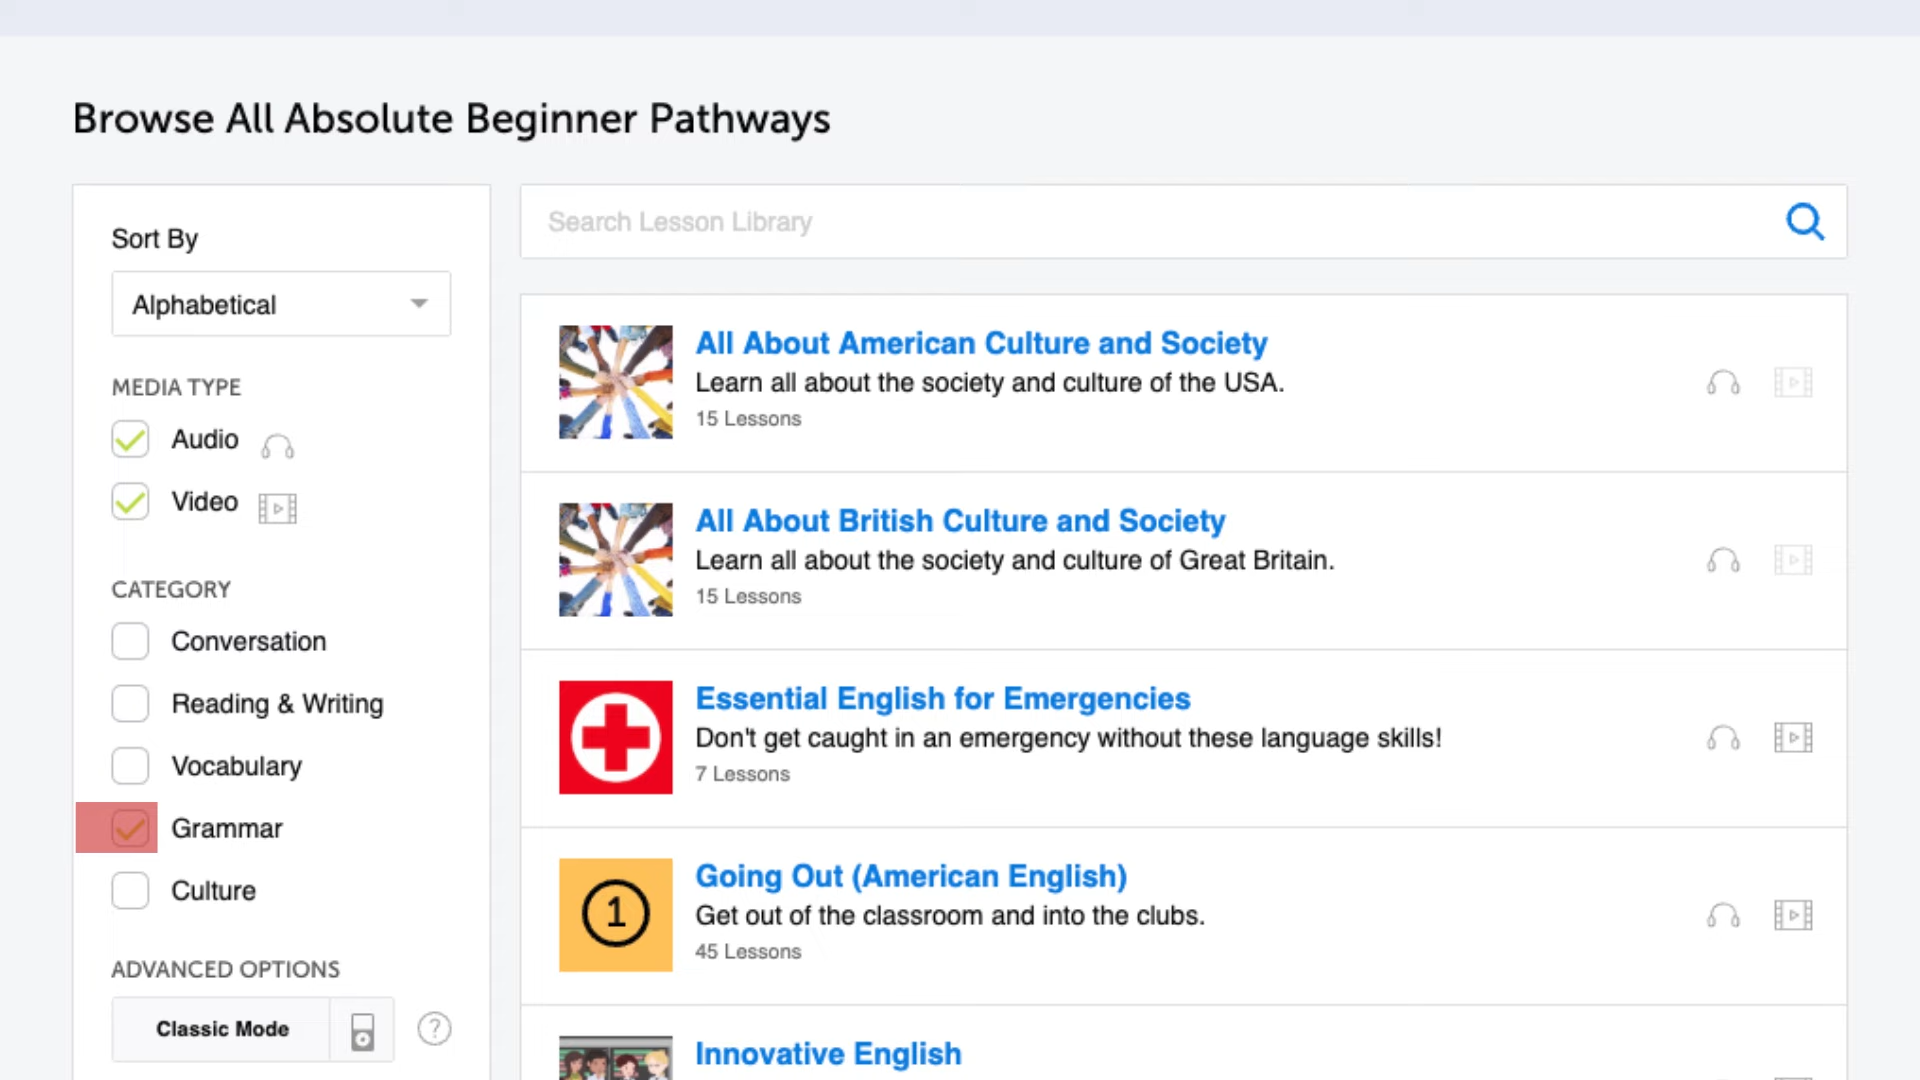 Browse All Absolute Beginner Pathways
Sort By
Alphabetical
MEDIA TYPE
Audio
Video
CATEGORY
Conversation
Reading & Writing
Vocabulary
Grammar
Culture
ADVANCED OPTIONS
Classic Mode
?
Search Lesson Library
All About American Culture and Society
Learn all about the society and culture of the USA.
15 Lessons
All About British Culture and Society
Learn all about the society and culture of Great Britain.
15 Lessons
Essential English for Emergencies
Don't get caught in an emergency without these language skills!
7 Lessons
1
Going Out (American English)
Get out of the classroom and into the clubs.
45 Lessons
Innovative English